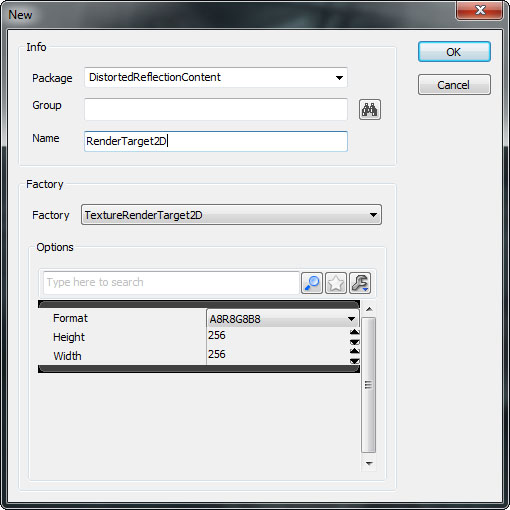 New
Info
Package DistortedReflectionContent
Group
Name RenderTarget2D
OK
Cancel
Factory
Factory TextureRenderTarget2D
Options
Type here to search
Format A8R8G8B8
Height 256
Width 256